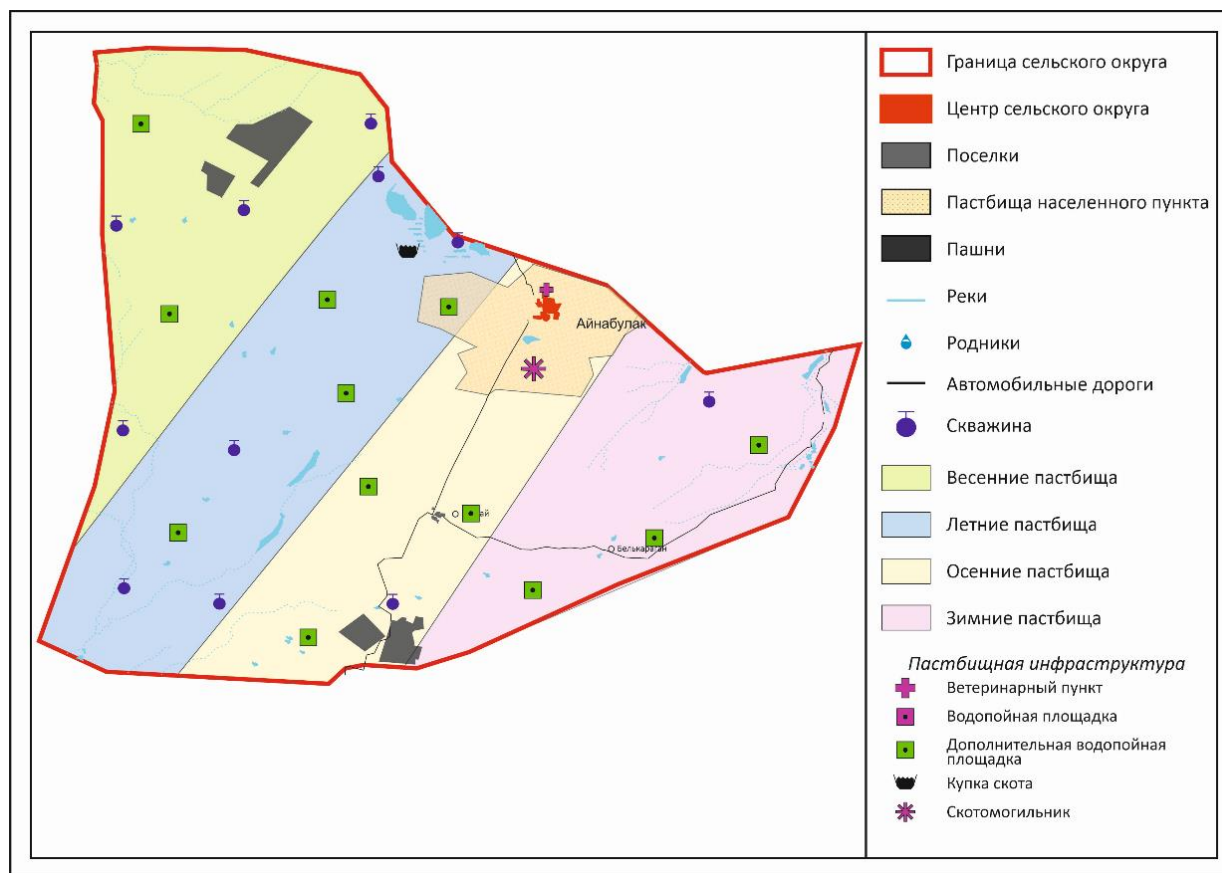 Айнабулак
Белькараган
Граница сельского округа
Центр сельского округа
Поселки
Пастбища населенного пункта
Пашни
Реки
Родники
Автомобильные дороги
Скважина
Весенние пастбища
Летние пастбища
Осенние пастбища
Зимние пастбища
Пастбищная инфраструктура
Ветеринарный пункт
Водопойная площадка
Дополнительная водопойная
площадка
Купка скота
Скотомогильник